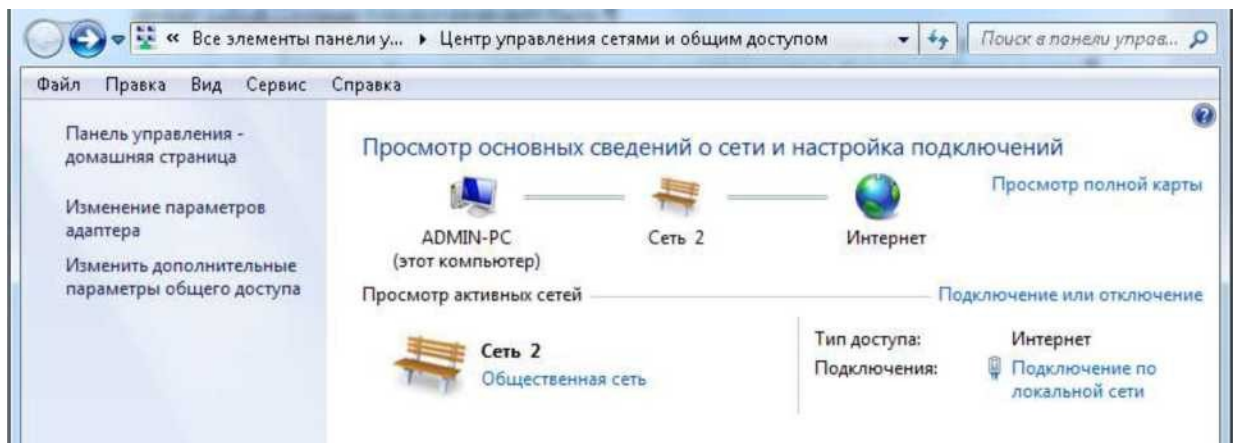 « Все элементы панели у... ▸ Центр управления сетями и общим доступом
Поиск в панели управ...
Файл Правка Вид Сервис Справка
Панель управления -
домашняя страница
Изменение параметров
адаптера
Изменить дополнительные
параметры общего доступа
Просмотр основных сведений о сети и настройка подключений
Просмотр полной карты
ADMIN-PC
(этот компьютер)
Сеть 2
Интернет
Просмотр активных сетей
Подключение или отключение
Сеть 2
Общественная сеть
Тип доступа: Интернет
Подключения: Подключение по
локальной сети